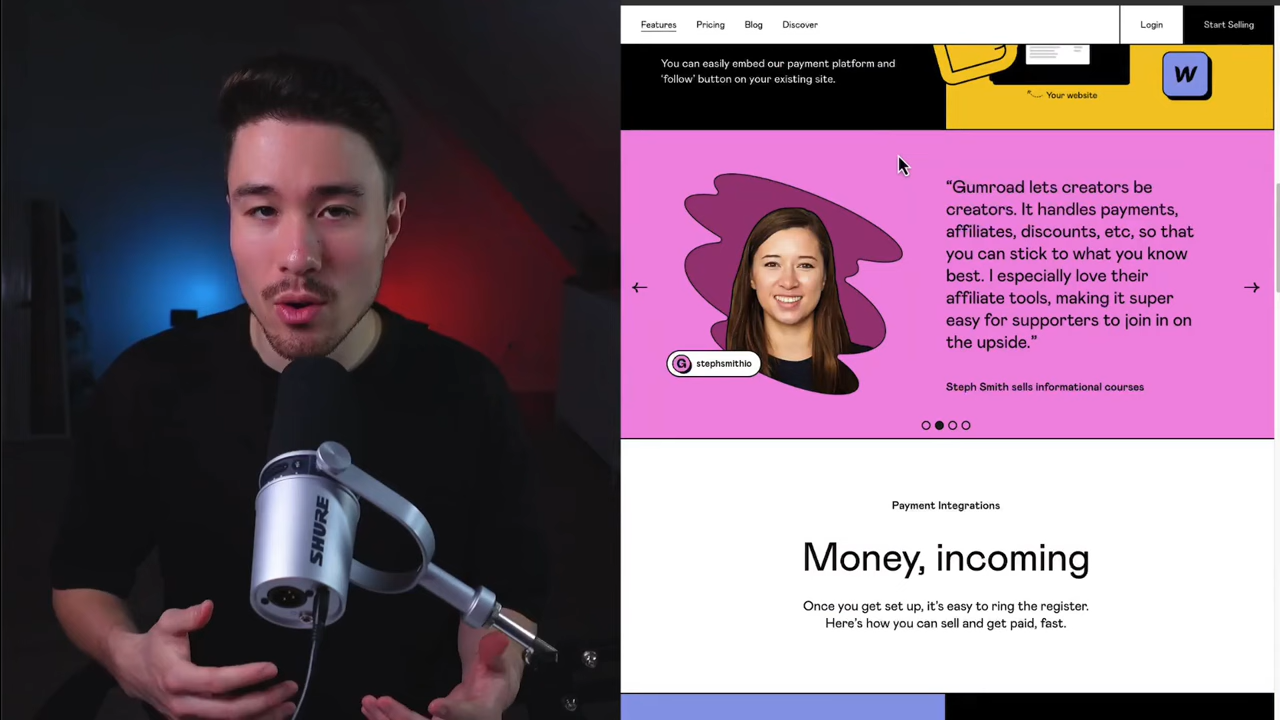 Features Pricing Blog Discover Login Start Selling
You can easily embed our payment platform and
‘follow’ button on your existing site.
Your website
W
“Gumroad lets creators be
creators. It handles payments,
affiliates, discounts, etc, so that
you can stick to what you know
best. I especially love their
affiliate tools, making it super
easy for supporters to join in on
the upside.”
G stephsmithio
Steph Smith sells informational courses
Payment Integrations
Money, incoming
Once you get set up, it’s easy to ring the register.
Here’s how you can sell and get paid, fast.
SHURE